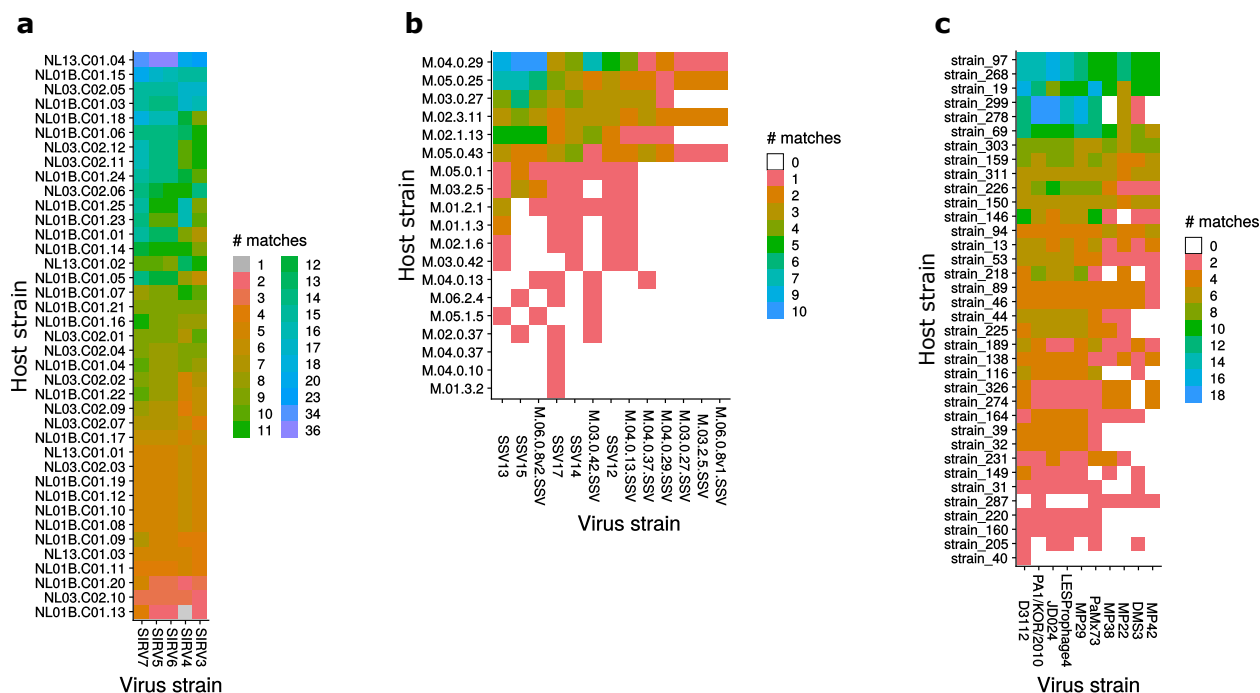 a
NL13.C01.04
NL01B.C01.15
NL03.C02.05
NL01B.C01.03
NL01B.C01.18
NL01B.C01.06
NL03.C02.12
NL03.C02.11
NL01B.C01.24
NL03.C02.06
NL01B.C01.25
NL01B.C01.23
NL01B.C01.01
NL01B.C01.14
NL13.C01.02
NL01B.C01.05
NL01B.C01.07
NL01B.C01.21
NL01B.C01.16
NL03.C02.01
NL03.C02.04
NL01B.C01.04
NL03.C02.02
NL01B.C01.22
NL03.C02.09
NL03.C02.07
NL01B.C01.17
NL13.C01.01
NL03.C02.03
NL01B.C01.19
NL01B.C01.12
NL01B.C01.10
NL01B.C01.08
NL01B.C01.09
NL13.C01.03
NL01B.C01.11
NL01B.C01.20
NL03.C02.10
NL01B.C01.13
Host strain
SIRV7
SIRV5
SIRV6
SIRV4
SIRV3
Virus strain
# matches
1
2
3
4
5
6
7
8
9
10
11
12
13
14
15
16
17
18
20
23
34
36
b
M.04.0.29
M.05.0.25
M.03.0.27
M.02.3.11
M.02.1.13
M.05.0.43
M.05.0.1
M.03.2.5
M.01.2.1
M.01.1.3
M.02.1.6
M.03.0.42
M.04.0.13
M.06.2.4
M.05.1.5
M.02.0.37
M.04.0.37
M.04.0.10
M.01.3.2
Host strain
SSV13
SSV15
M.06.0.8v2.SSV
SSV17
SSV14
M.03.0.42.SSV
SSV12
M.04.0.13.SSV
M.04.0.37.SSV
M.04.0.29.SSV
M.03.0.27.SSV
M.03.2.5.SSV
M.06.0.8v1.SSV
Virus strain
# matches
0
1
2
3
4
5
6
7
9
10
c
strain_97
strain_268
strain_19
strain_299
strain_278
strain_69
strain_303
strain_159
strain_311
strain_226
strain_150
strain_146
strain_94
strain_13
strain_53
strain_218
strain_89
strain_46
strain_44
strain_225
strain_189
strain_138
strain_116
strain_326
strain_274
strain_164
strain_39
strain_32
strain_231
strain_149
strain_31
strain_287
strain_220
strain_160
strain_205
strain_40
Host strain
D3112
PA1/KOR/2010
JD024
LESProphage4
MP29
PaMx73
MP38
MP22
DMS3
MP42
Virus strain
# matches
0
2
4
6
8
10
12
14
16
18